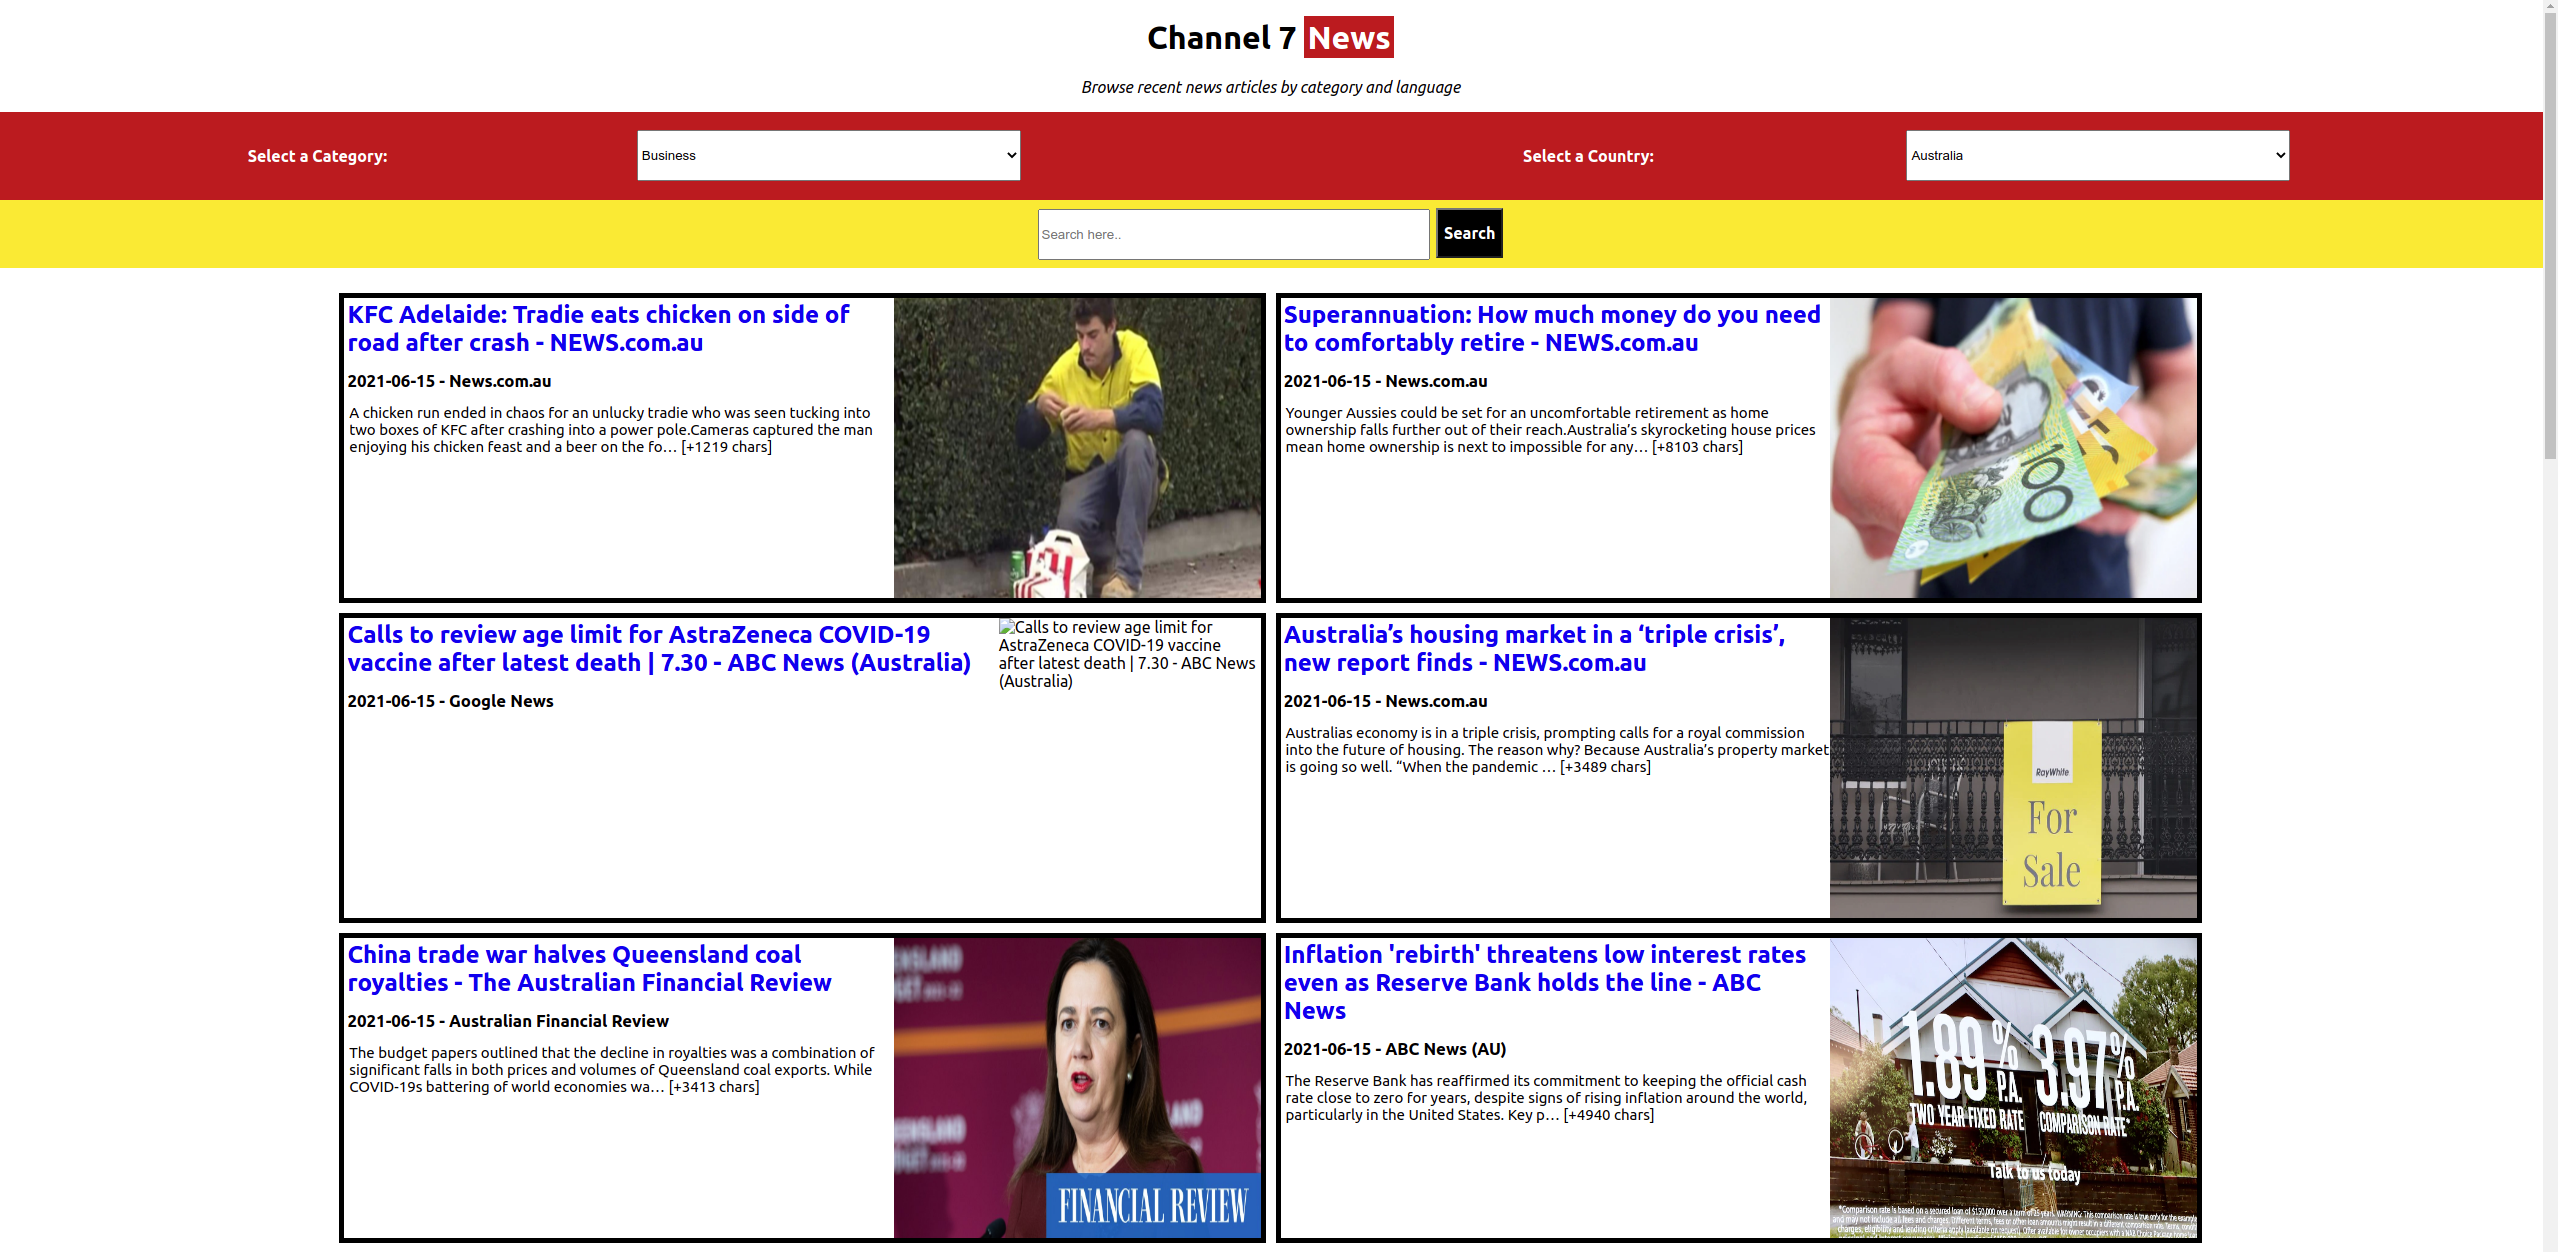 Channel 7 News
Browse recent news articles by category and language
Select a Category:
Business
Select a Country:
Australia
Search here..
Search
KFC Adelaide: Tradie eats chicken on side of
road after crash - NEWS.com.au
2021-06-15 - News.com.au
A chicken run ended in chaos for an unlucky tradie who was seen tucking into
two boxes of KFC after crashing into a power pole.Cameras captured the man
enjoying his chicken feast and a beer on the fo… [+1219 chars]
Superannuation: How much money do you need
to comfortably retire - NEWS.com.au
2021-06-15 - News.com.au
Younger Aussies could be set for an uncomfortable retirement as home
ownership falls further out of their reach.Australia’s skyrocketing house prices
mean home ownership is next to impossible for any… [+8103 chars]
100
Calls to review age limit for AstraZeneca COVID-19
vaccine after latest death | 7.30 - ABC News (Australia)
2021-06-15 - Google News
Calls to review age limit for
AstraZeneca COVID-19 vaccine
after latest death | 7.30 - ABC News
(Australia)
Australia’s housing market in a ‘triple crisis’,
new report finds - NEWS.com.au
2021-06-15 - News.com.au
Australias economy is in a triple crisis, prompting calls for a royal commission
into the future of housing. The reason why? Because Australia’s property market
is going so well. “When the pandemic … [+3489 chars]
RayWhite
For
Sale
China trade war halves Queensland coal
royalties - The Australian Financial Review
2021-06-15 - Australian Financial Review
The budget papers outlined that the decline in royalties was a combination of
significant falls in both prices and volumes of Queensland coal exports. While
COVID-19s battering of world economies wa… [+3413 chars]
FINANCIAL REVIEW
Inflation 'rebirth' threatens low interest rates
even as Reserve Bank holds the line - ABC
News
2021-06-15 - ABC News (AU)
The Reserve Bank has reaffirmed its commitment to keeping the official cash
rate close to zero for years, despite signs of rising inflation around the world,
particularly in the United States. Key p… [+4940 chars]
1.89% P.A. 3.97% P.A.
TWO YEAR FIXED RATE COMPARISON RATE*
Talk to us today